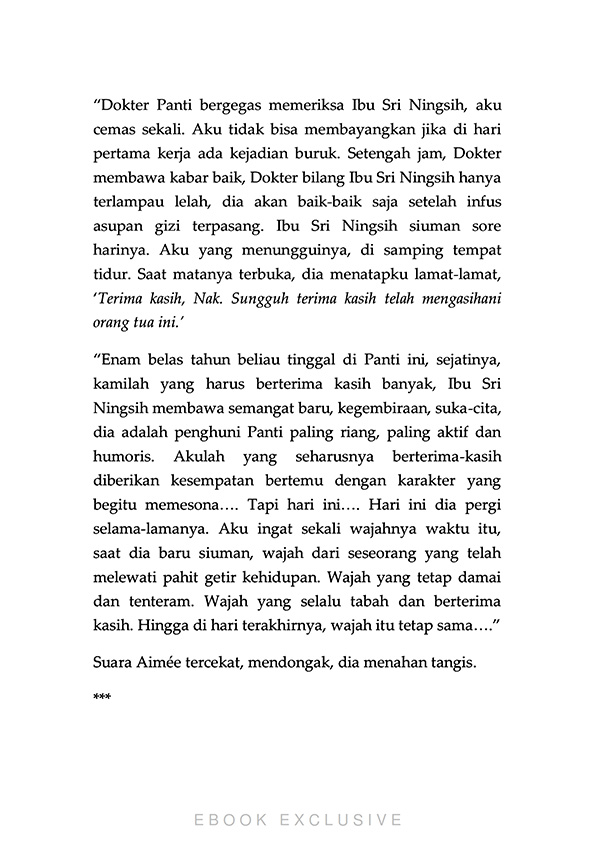 “Dokter Panti bergegas memeriksa Ibu Sri Ningsih, aku
cemas sekali. Aku tidak bisa membayangkan jika di hari
pertama kerja ada kejadian buruk. Setengah jam, Dokter
membawa kabar baik, Dokter bilang Ibu Sri Ningsih hanya
terlampau lelah, dia akan baik-baik saja setelah infus
asupan gizi terpasang. Ibu Sri Ningsih siuman sore
harinya. Aku yang menungguinya, di samping tempat
tidur. Saat matanya terbuka, dia menatapku lamat-lamat,
‘Terima kasih, Nak. Sungguh terima kasih telah mengasihani
orang tua ini.’
“Enam belas tahun beliau tinggal di Panti ini, sejatinya,
kamilah yang harus berterima kasih banyak, Ibu Sri
Ningsih membawa semangat baru, kegembiraan, suka-cita,
dia adalah penghuni Panti paling riang, paling aktif dan
humoris. Akulah yang seharusnya berterima-kasih
diberikan kesempatan bertemu dengan karakter yang
begitu memesona…. Tapi hari ini…. Hari ini dia pergi
selama-lamanya. Aku ingat sekali wajahnya waktu itu,
saat dia baru siuman, wajah dari seseorang yang telah
melewati pahit getir kehidupan. Wajah yang tetap damai
dan tenteram. Wajah yang selalu tabah dan berterima
kasih. Hingga di hari terakhirnya, wajah itu tetap sama….”
Suara Aimée tercekat, mendongak, dia menahan tangis.
***
EBOOK EXCLUSIVE